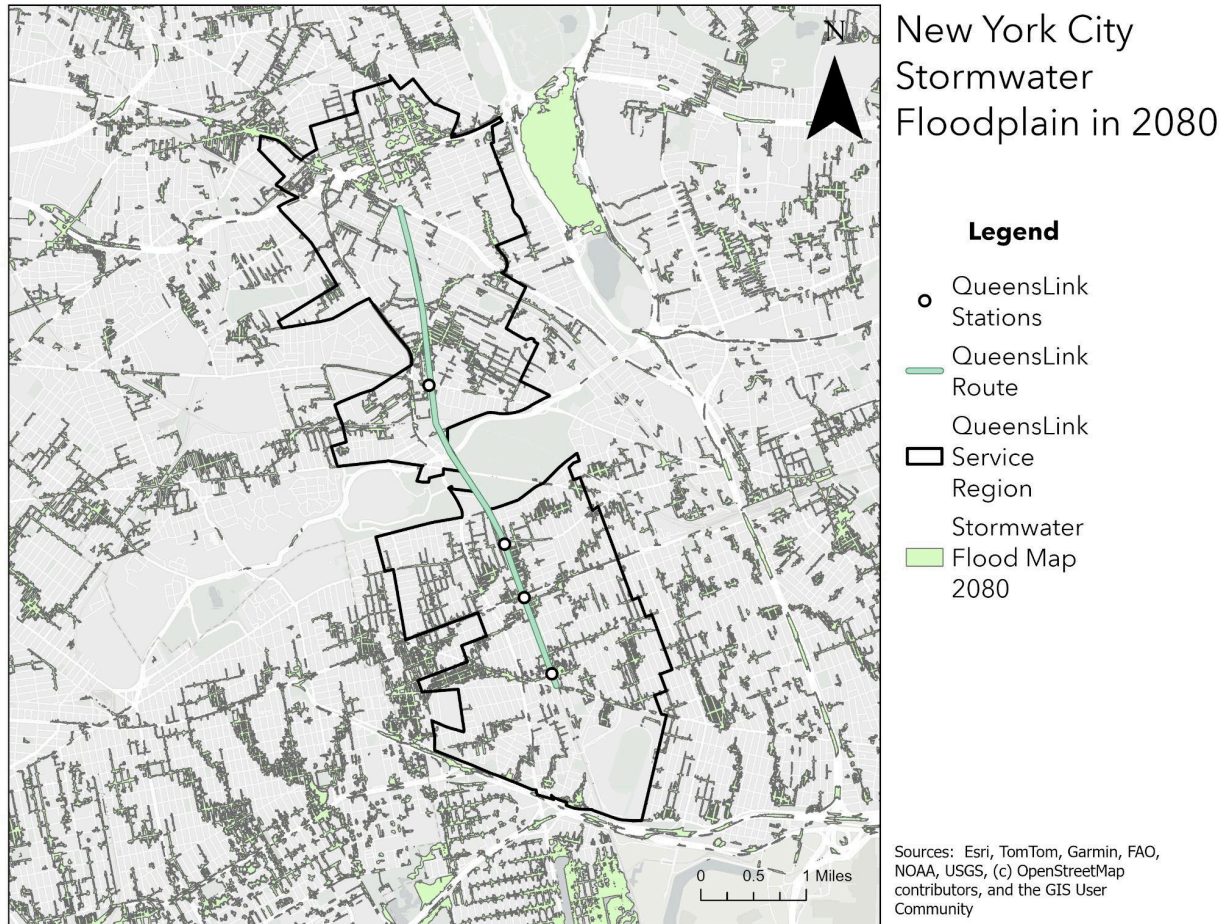 New York City
Stormwater
Floodplain in 2080
N
Legend
QueensLink
Stations
QueensLink
Route
QueensLink
Service
Region
Stormwater
Flood Map
2080
0 0.5 1 Miles
Sources: Esri, TomTom, Garmin, FAO,
NOAA, USGS, (c) OpenStreetMap
contributors, and the GIS User
Community